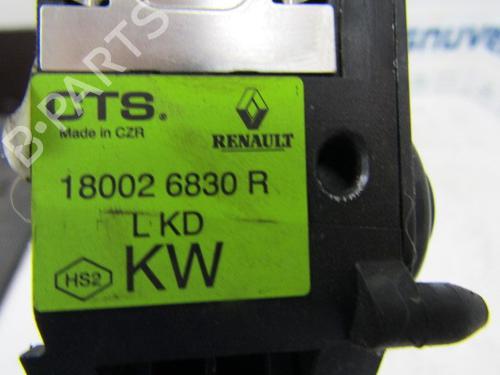 CTS.
Made in CZR
RENAULT
18002 6830 R
L KD
HS2
KW
B-PARTS